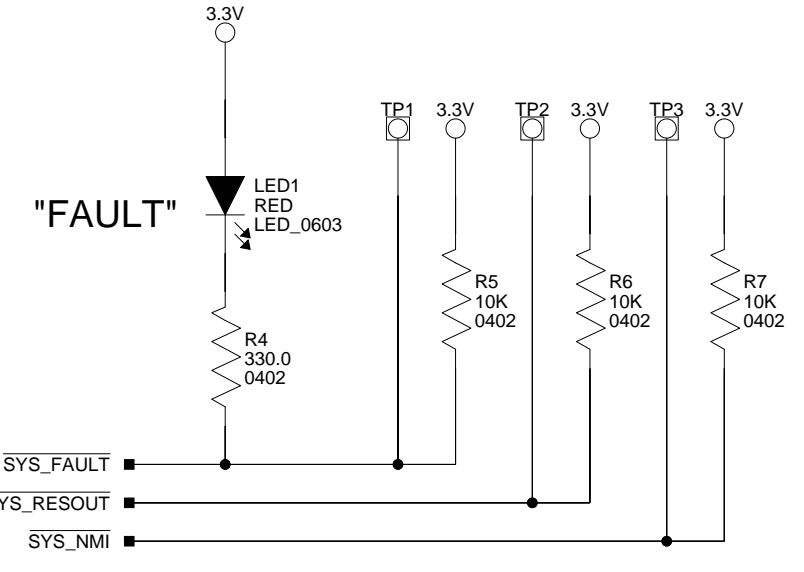 3.3V
TP1
3.3V
TP2
3.3V
TP3
3.3V
"FAULT"
LED1
RED
LED_0603
R5
10K
0402
R6
10K
0402
R7
10K
0402
R4
330.0
0402
SYS_FAULT
YS_RESOUT
SYS_NMI